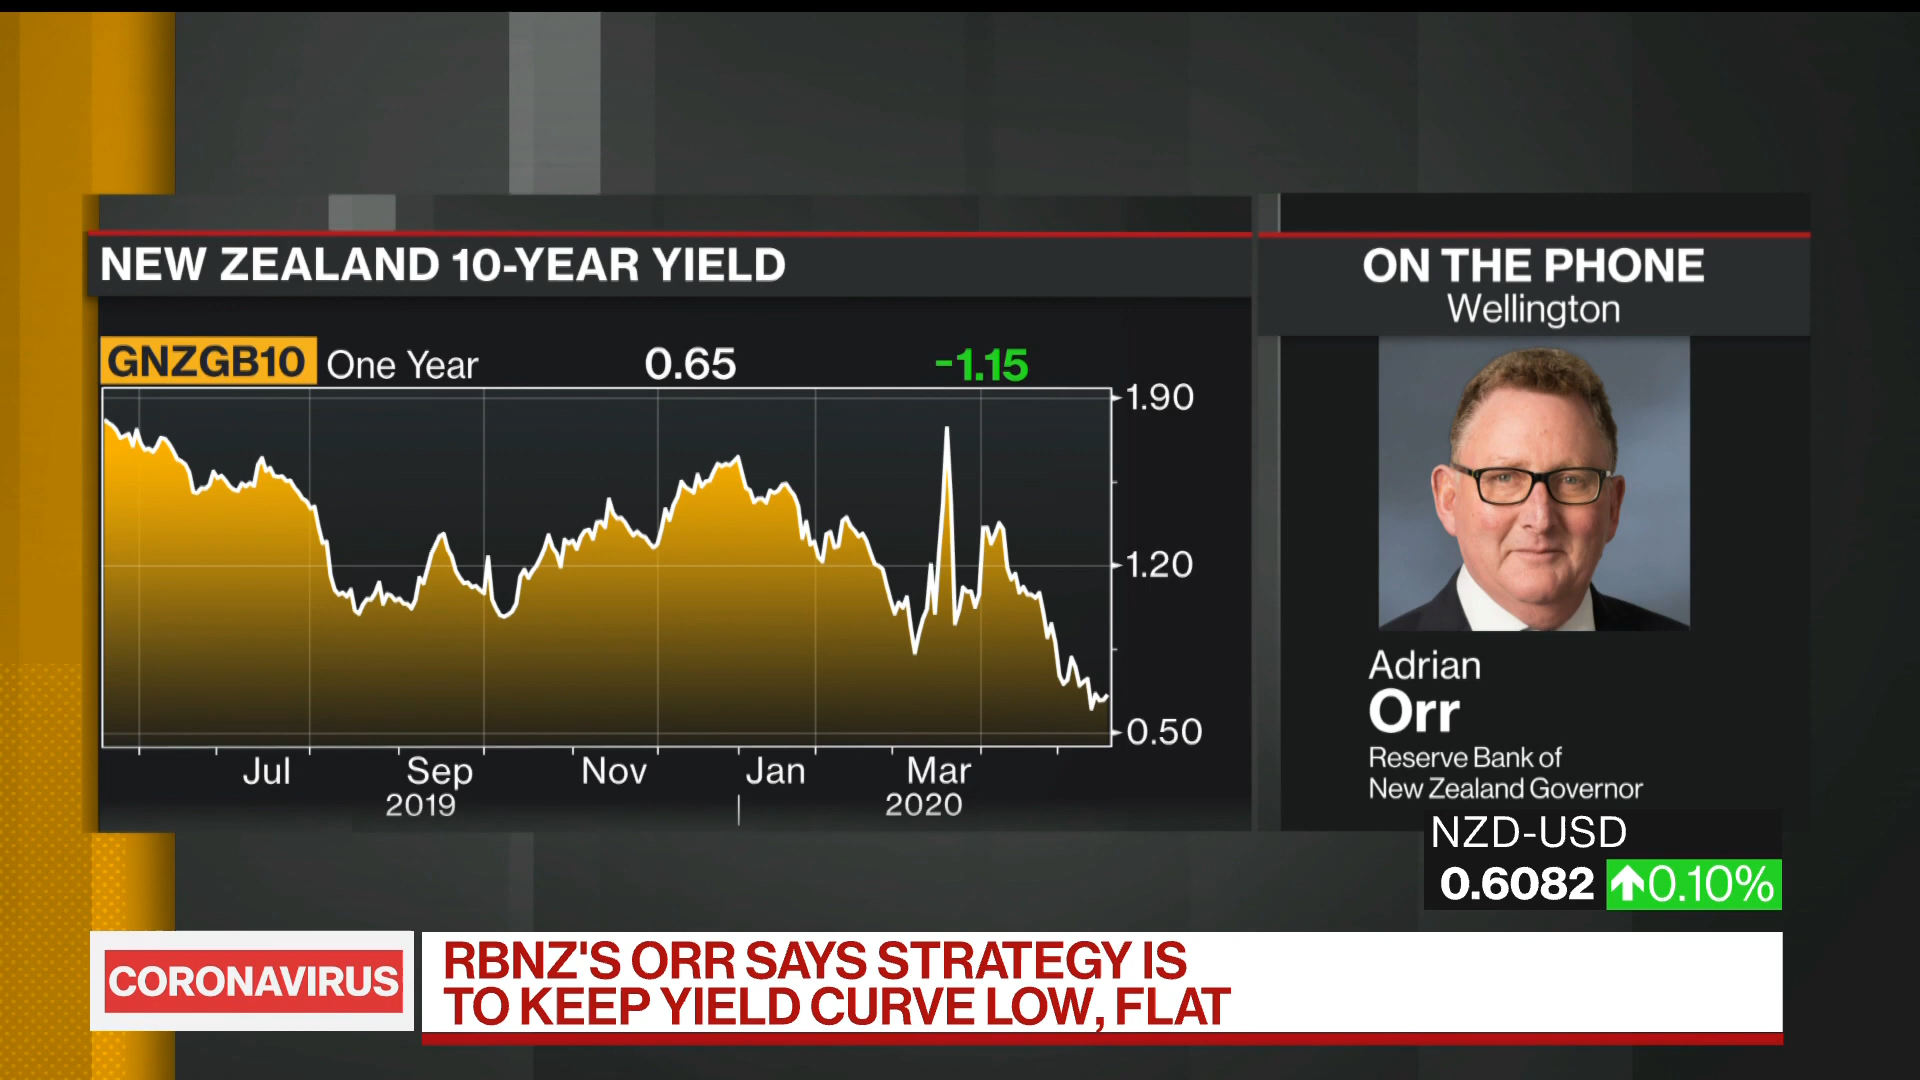 NEW ZEALAND 10-YEAR YIELD
GNZGB10 One Year 0.65 -1.15
1.90
1.20
0.50
Jul Sep Nov Jan Mar
2019 2020
ON THE PHONE
Wellington
Adrian
Orr
Reserve Bank of
New Zealand Governor
NZD-USD
0.6082 0.10%
CORONAVIRUS
RBNZ'S ORR SAYS STRATEGY IS
TO KEEP YIELD CURVE LOW, FLAT